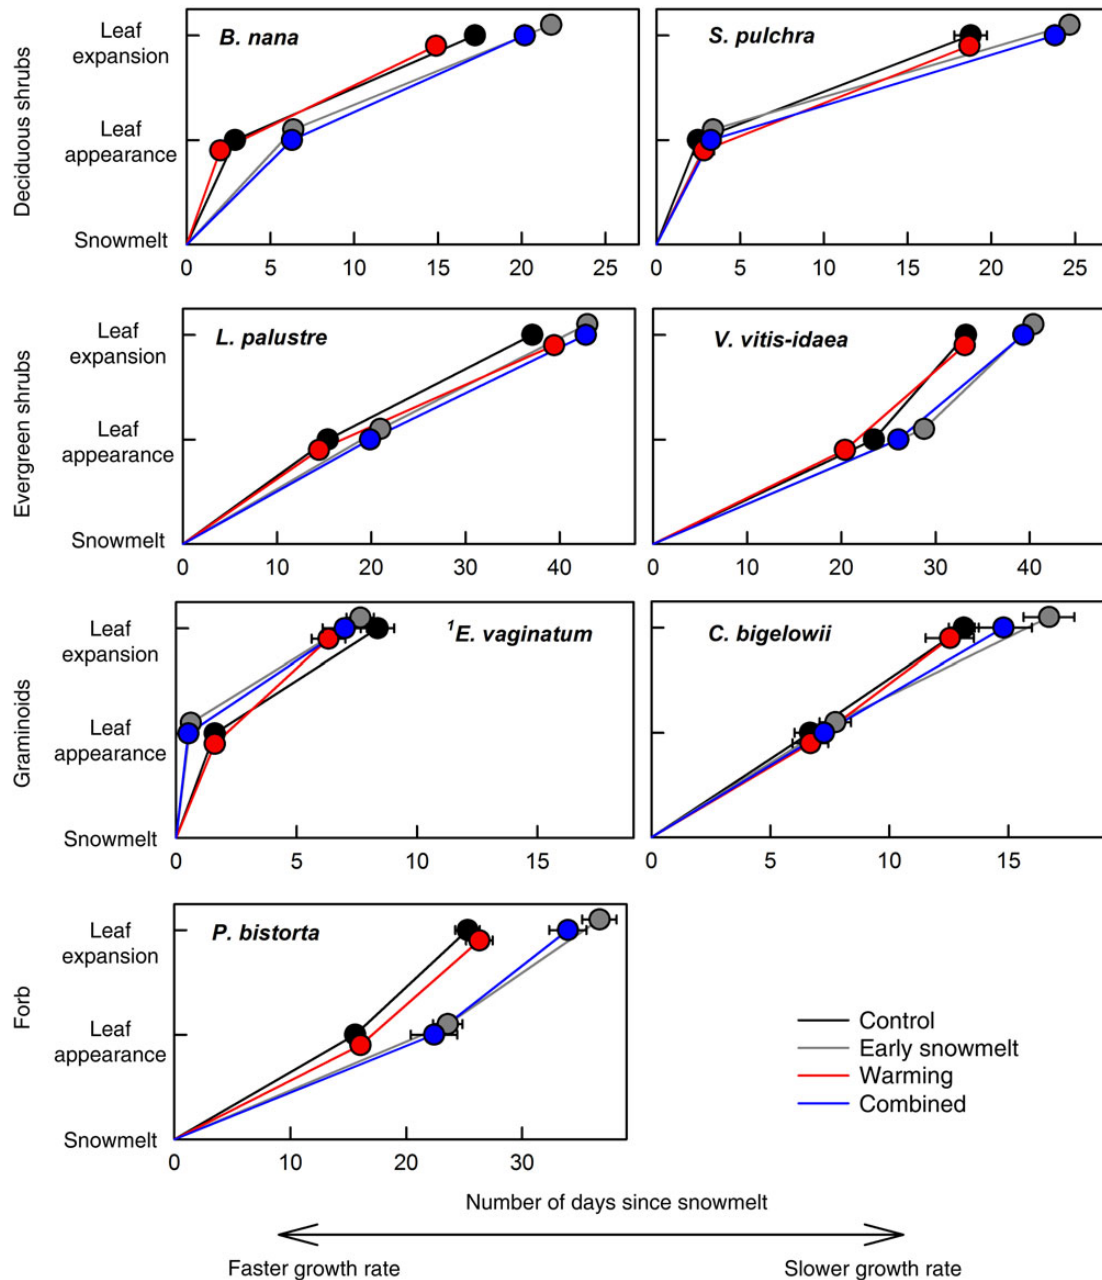 Deciduous shrubs
Leaf
expansion
Leaf
appearance
Snowmelt
B. nana
0 5 10 15 20 25
S. pulchra
0 5 10 15 20 25
Evergreen shrubs
Leaf
expansion
Leaf
appearance
Snowmelt
L. palustre
0 10 20 30 40
V. vitis-idaea
0 10 20 30 40
Graminoids
Leaf
expansion
Leaf
appearance
Snowmelt
¹E. vaginatum
0 5 10 15
C. bigelowii
0 5 10 15
Forb
Leaf
expansion
Leaf
appearance
Snowmelt
P. bistorta
0 10 20 30
Control
Early snowmelt
Warming
Combined
Number of days since snowmelt
Faster growth rate
Slower growth rate